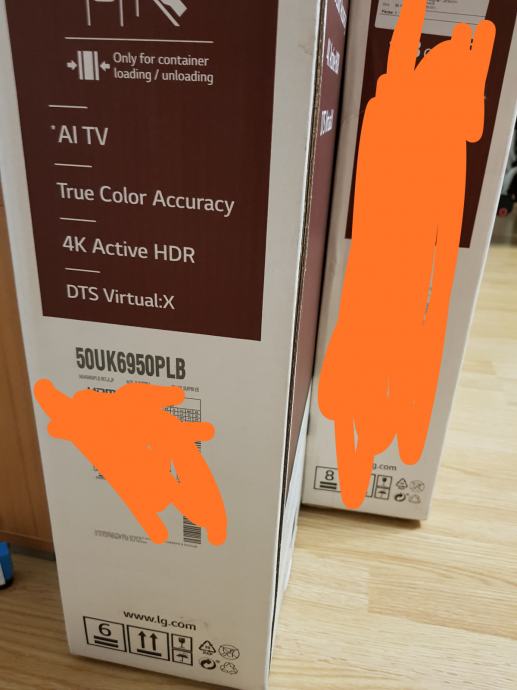 Only for container
loading / unloading
*AI TV
True Color Accuracy
4K Active HDR
DTS Virtual:X
50UK6950PLB
www.lg.com
6
lg.com
8